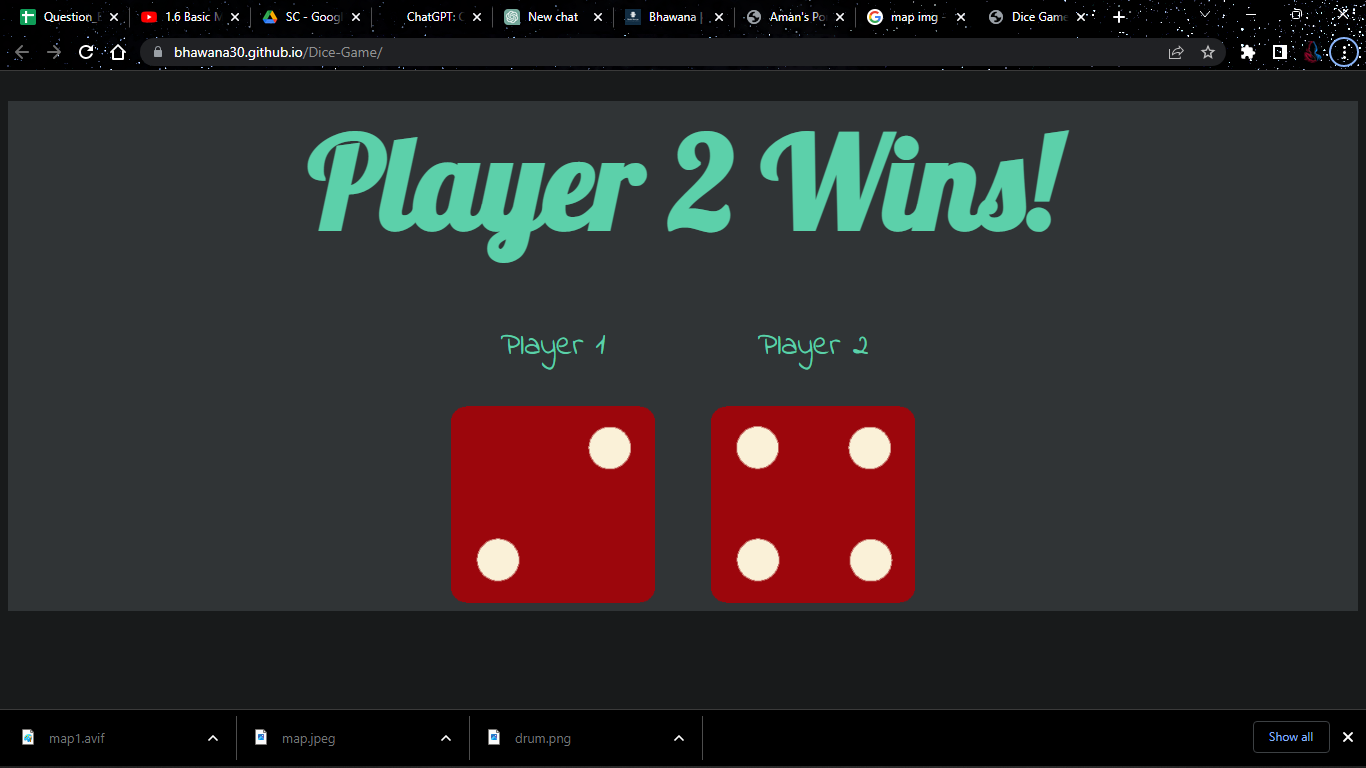 Question_
1.6 Basic M
SC - Goog
ChatGPT:
New chat
Bhawana |
Aman's Po
map img
Dice Game
bhawana30.github.io/Dice-Game/
Player 2 Wins!
Player 1
Player 2
map1.avif
map.jpeg
drum.png
Show all